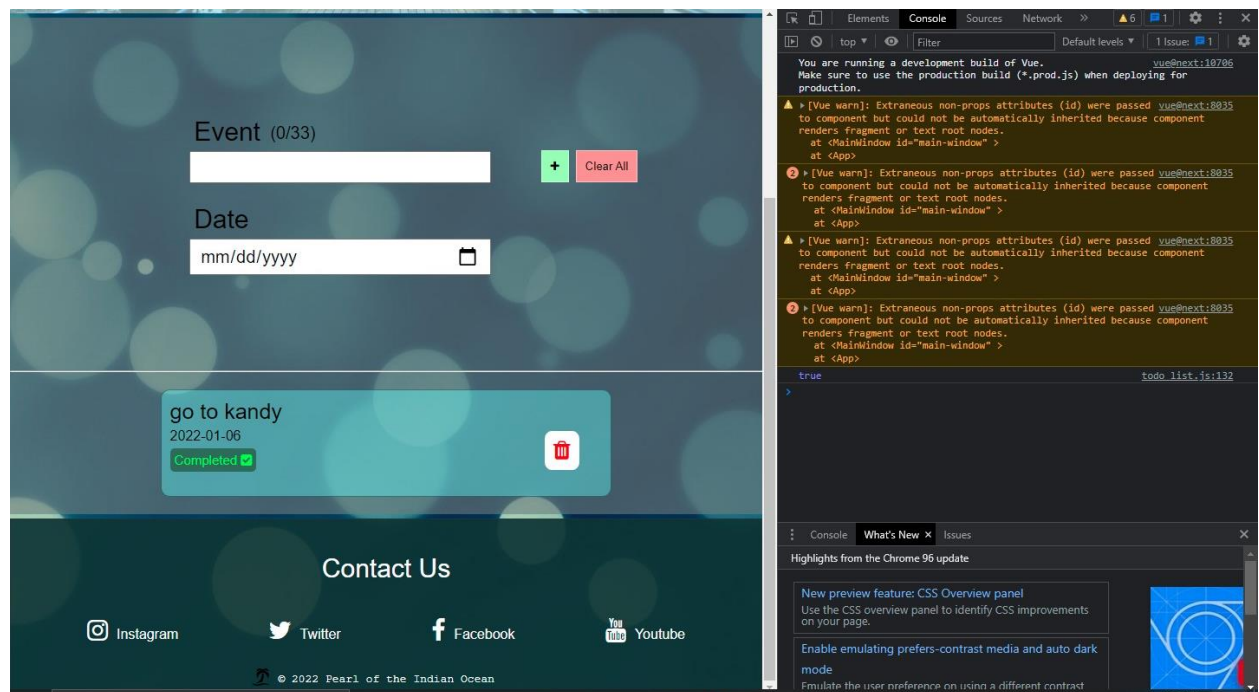 Event (0/33)
+ Clear All
Date
mm/dd/yyyy
go to kandy
2022-01-06
Completed
Contact Us
Instagram Twitter Facebook You Tube Youtube
© 2022 Pearl of the Indian Ocean
Elements Console Sources Network » 6 1
top ▼ Filter Default levels ▼ 1 Issue: 1
You are running a development build of Vue. vue@next:10706
Make sure to use the production build (*.prod.js) when deploying for
production.
[Vue warn]: Extraneous non-props attributes (id) were passed vue@next:8035
to component but could not be automatically inherited because component
renders fragment or text root nodes.
at <MainWindow id="main-window" >
at <App>
2 [Vue warn]: Extraneous non-props attributes (id) were passed vue@next:8035
to component but could not be automatically inherited because component
renders fragment or text root nodes.
at <MainWindow id="main-window" >
at <App>
[Vue warn]: Extraneous non-props attributes (id) were passed vue@next:8035
to component but could not be automatically inherited because component
renders fragment or text root nodes.
at <MainWindow id="main-window" >
at <App>
2 [Vue warn]: Extraneous non-props attributes (id) were passed vue@next:8035
to component but could not be automatically inherited because component
renders fragment or text root nodes.
at <MainWindow id="main-window" >
at <App>
true todo list.js:132
Console What's New × Issues
Highlights from the Chrome 96 update
New preview feature: CSS Overview panel
Use the CSS overview panel to identify CSS improvements
on your page.
Enable emulating prefers-contrast media and auto dark
mode
Emulate the user preference on using a different contrast